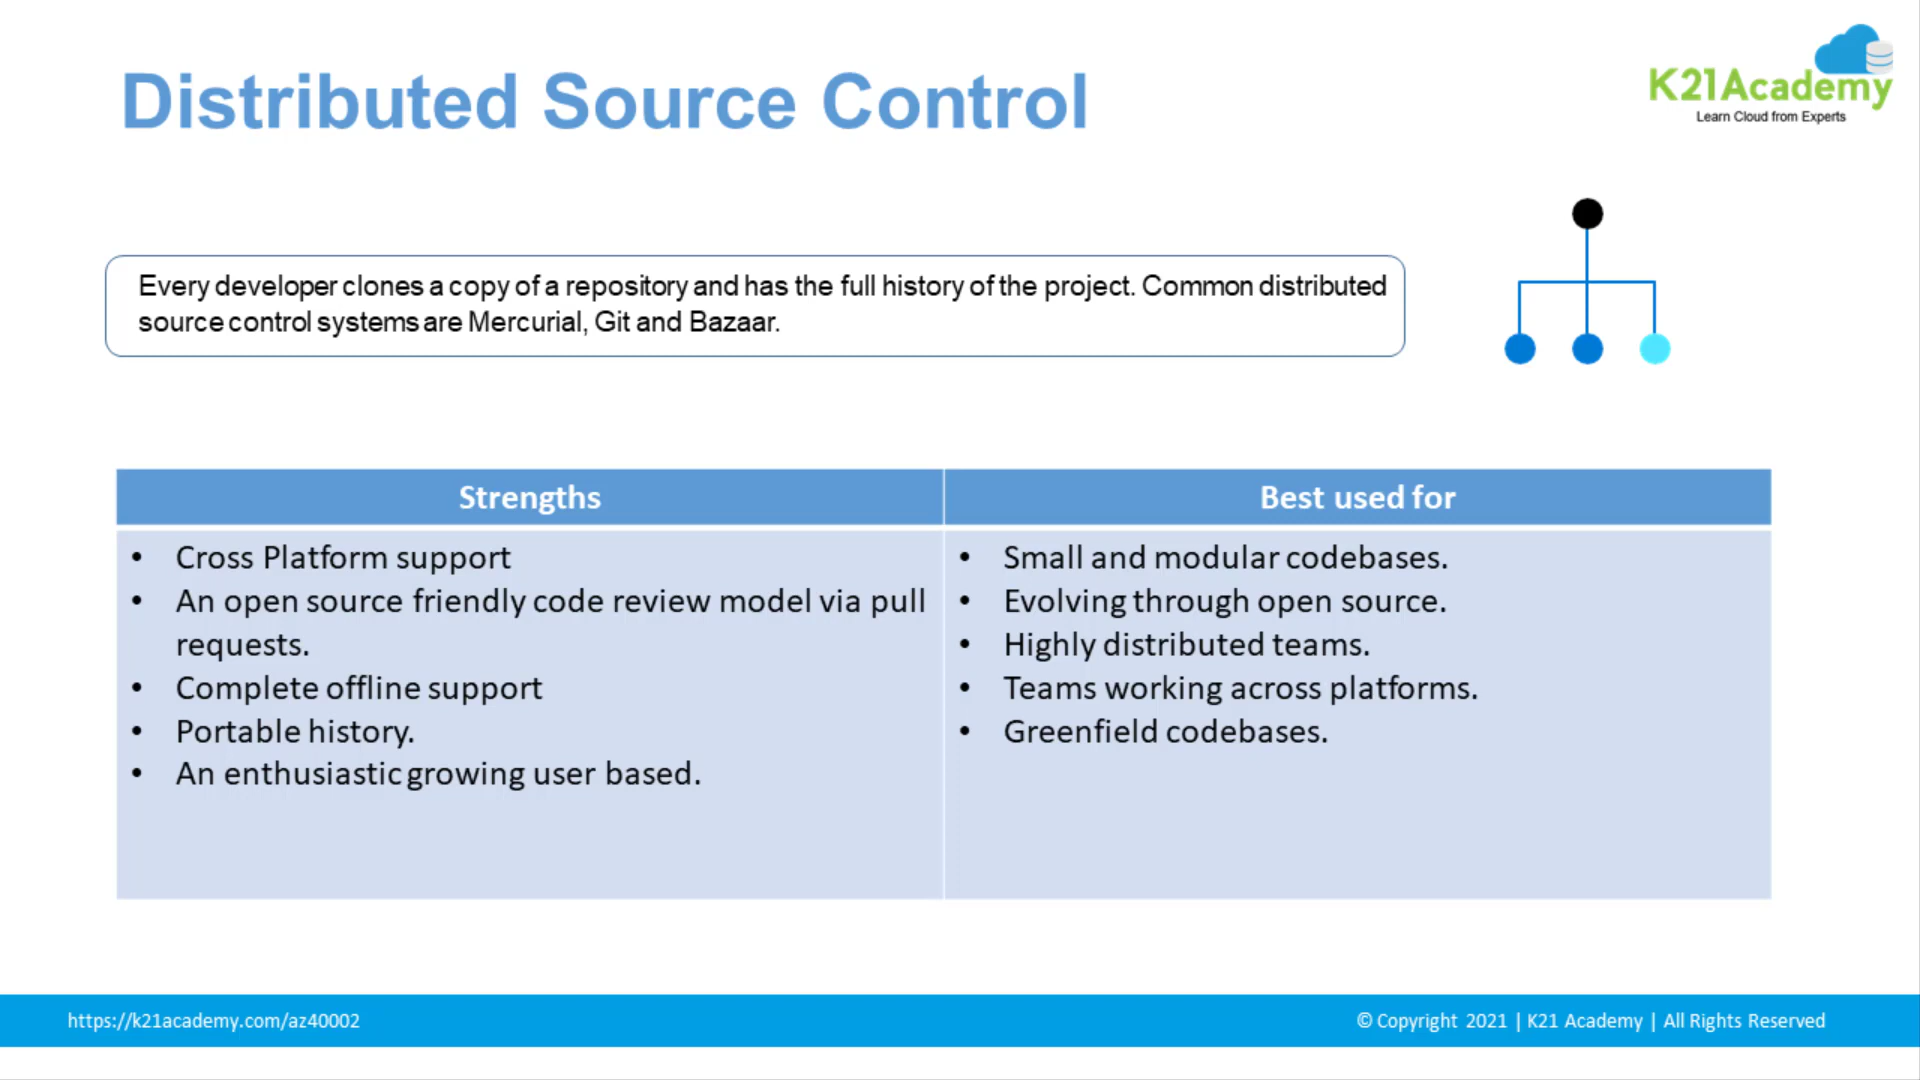 Distributed Source Control
K21Academy
Learn Cloud from Experts
Every developer clones a copy of a repository and has the full history of the project. Common distributed
source control systems are Mercurial, Git and Bazaar.
Strengths
• Cross Platform support
• An open source friendly code review model via pull
requests.
• Complete offline support
• Portable history.
• An enthusiastic growing user based.
Best used for
• Small and modular codebases.
• Evolving through open source.
• Highly distributed teams.
• Teams working across platforms.
• Greenfield codebases.
https://k21academy.com/az40002
© Copyright 2021 | K21 Academy | All Rights Reserved